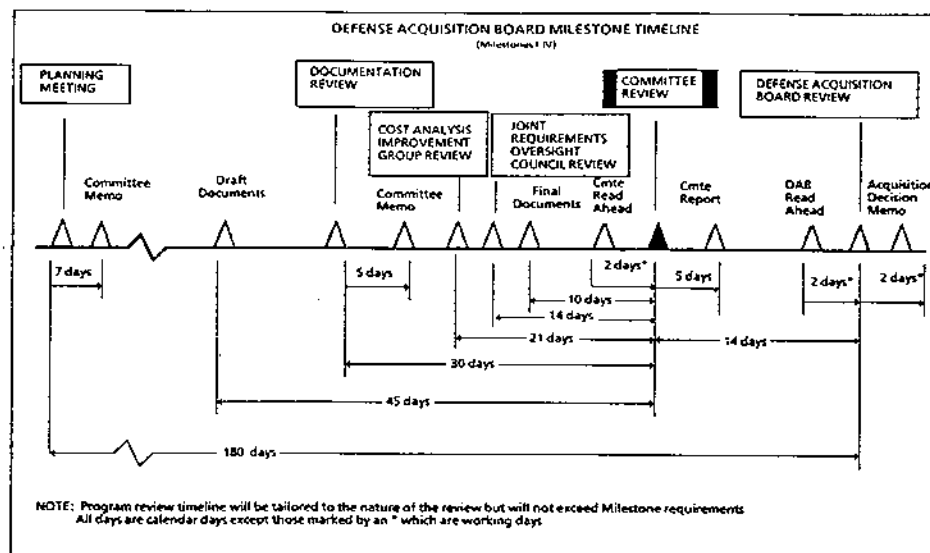 DEFENSE ACQUISITION BOARD MILESTONE TIMELINE
(Milestones I-IV)
PLANNING
MEETING
DOCUMENTATION
REVIEW
COMMITTEE
REVIEW
DEFENSE ACQUISITION
BOARD REVIEW
COST ANALYSIS
IMPROVEMENT
GROUP REVIEW
JOINT
REQUIREMENTS
OVERSIGHT
COUNCIL REVIEW
Committee
Memo
Draft
Documents
Committee
Memo
Final
Documents
Cmte
Read
Ahead
Cmte
Report
DAB
Read
Ahead
Acquisition
Decision
Memo
7 days
5 days
2 days*
5 days
2 days*
2 days*
10 days
14 days
21 days
14 days
30 days
45 days
180 days
NOTE: Program review timeline will be tailored to the nature of the review but will not exceed Milestone requirements
All days are calendar days except those marked by an * which are working days